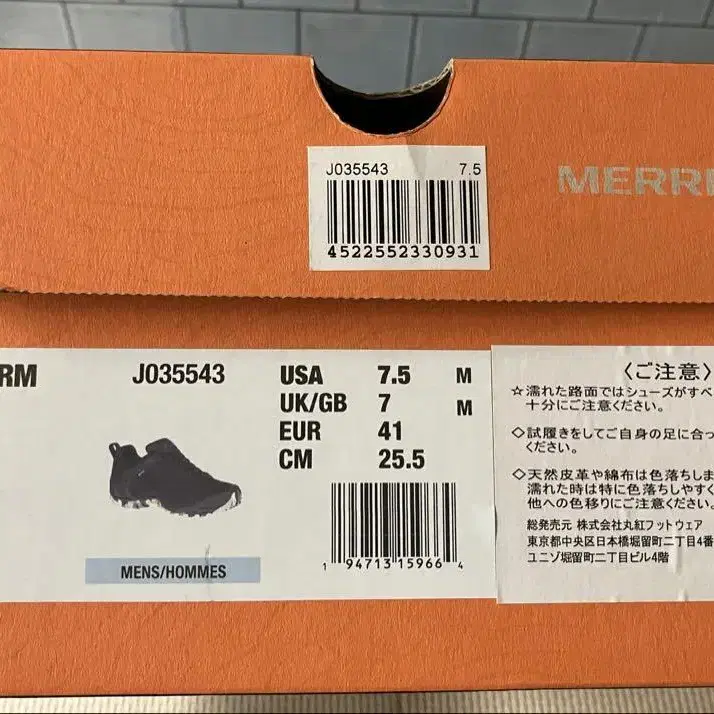 J035543 7.5
4522552330931
MERR
RM J035543
USA 7.5 M
UK/GB 7 M
EUR 41
CM 25.5
MENS/HOMMES
1 94713 15966 4
〈ご注意〉
☆濡れた路面ではシューズがすべ
十分にご注意ください。
◇試履きをしてご自身の足に合っ
ください。
◇天然皮革や綿布は色落ちしま
濡れた時は特に色落ちしやすく
他への色移りにご注意ください。
総発売元 株式会社丸紅フットウェア
東京都中央区日本橋堀留町二丁目4番
ユニゾ堀留町二丁目ビル4階